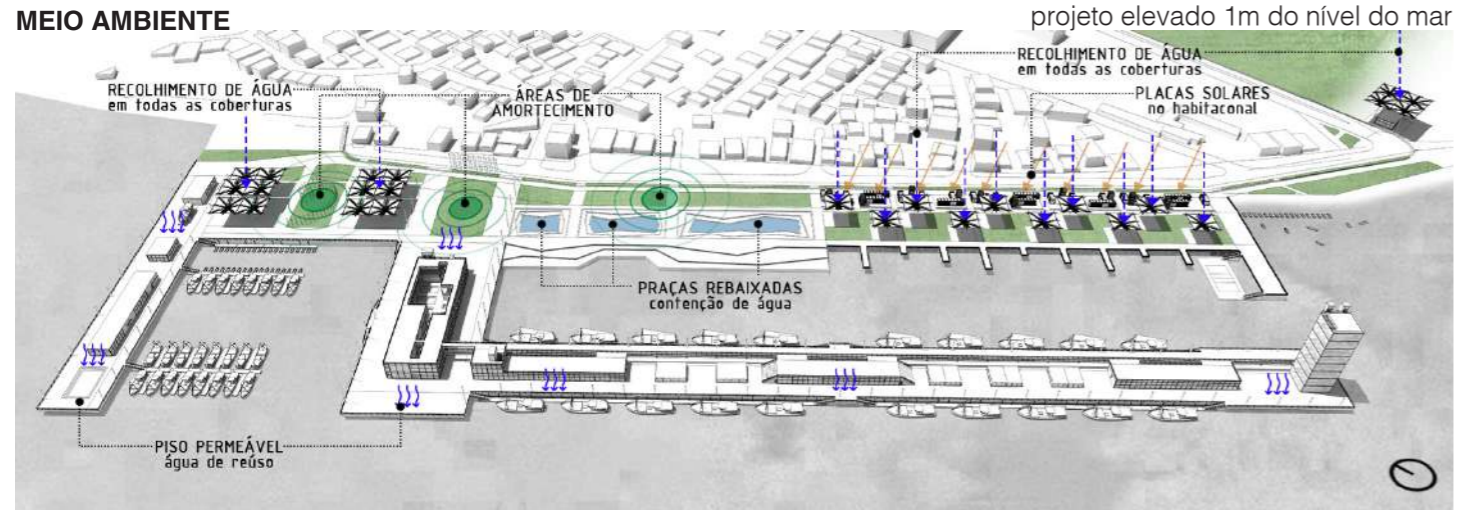 MEIO AMBIENTE
projeto elevado 1m do nível do mar
RECOLHIMENTO DE ÁGUA
em todas as coberturas
PLACAS SOLARES
no habitaconal
RECOLHIMENTO DE ÁGUA
em todas as coberturas
ÁREAS DE
AMORTECIMENTO
PRAÇAS REBAIXADAS
contenção de água
PISO PERMEÁVEL
água de reúso